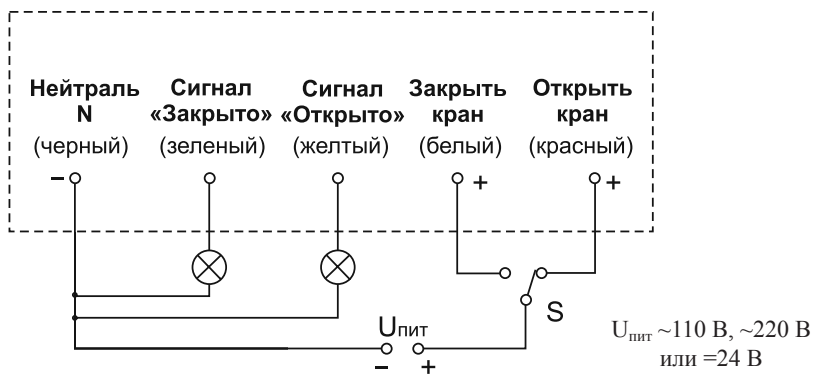 Нейтраль N (черный)
Сигнал «Закрыто» (зеленый)
Сигнал «Открыто» (желтый)
Закрыть кран (белый)
Открыть кран (красный)
–
+
+
S
Uпит
– +
Uпит ~110 В, ~220 В
или =24 В